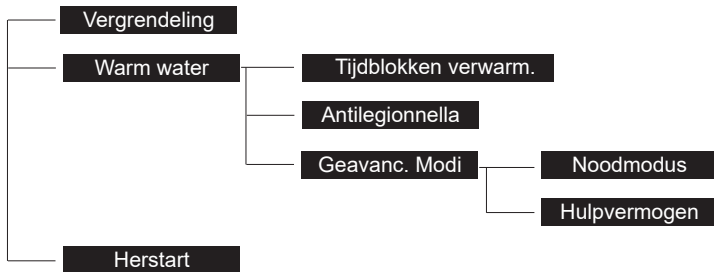 Vergrendeling
Warm water
Tijdblokken verwarm.
Antilegionnella
Geavanc. Modi
Noodmodus
Hulpvermogen
Herstart